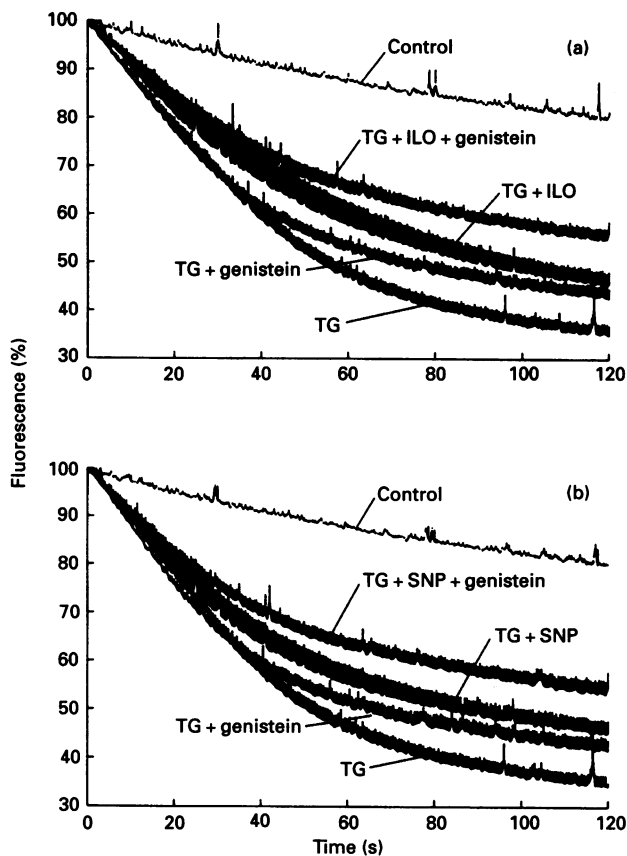 100
90
80
70
60
50
40
30
0
20
40
60
80
100
120
Control
(a)
TG + ILO + genistein
TG + ILO
TG + genistein
TG
Fluorescence (%)
100
90
80
70
60
50
40
30
0
20
40
60
80
100
120
Control
(b)
TG + SNP + genistein
TG + SNP
TG + genistein
TG
Time (s)